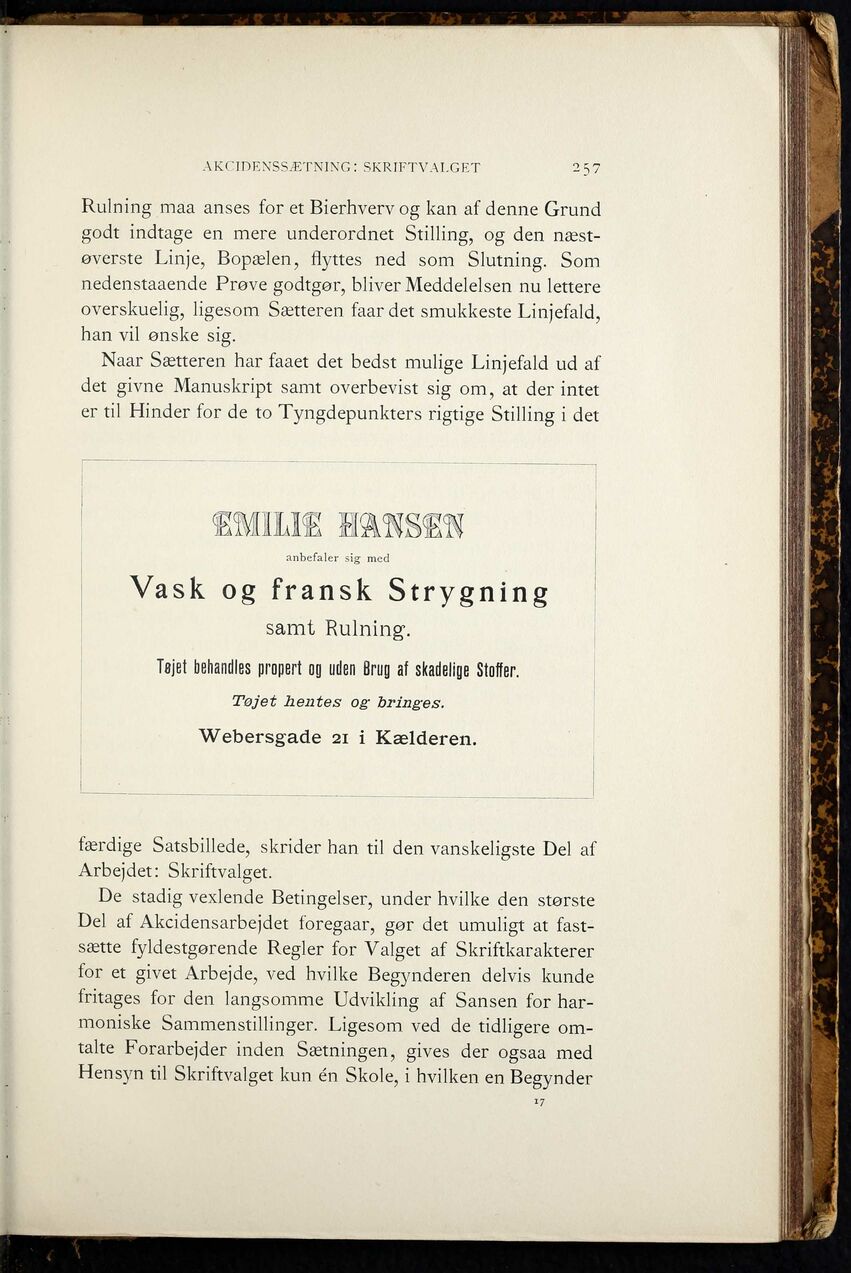 AKCIDENSSÆTNING: SKRIFTVALGET 257
Rulning maa anses for et Bierhverv og kan af denne Grund
godt indtage en mere underordnet Stilling, og den næst-
øverste Linje, Bopælen, flyttes ned som Slutning. Som
nedenstaaende Prøve godtgør, bliver Meddelelsen nu lettere
overskuelig, ligesom Sætteren faar det smukkeste Linjefald,
han vil ønske sig.
Naar Sætteren har faaet det bedst mulige Linjefald ud af
det givne Manuskript samt overbevist sig om, at der intet
er til Hinder for de to Tyngdepunkters rigtige Stilling i det
EMILIE HANSEN
anbefaler sig med
Vask og fransk Strygning
samt Rulning.
Tøjet behandles propert og uden Brug af skadelige Stoffer.
Tøjet hentes og bringes.
Webersgade 21 i Kælderen.
færdige Satsbillede, skrider han til den vanskeligste Del af
Arbejdet: Skriftvalget.
De stadig vexlende Betingelser, under hvilke den største
Del af Akcidensarbejdet foregaar, gør det umuligt at fast-
sætte fyldestgørende Regler for Valget af Skriftkarakterer
for et givet Arbejde, ved hvilke Begynderen delvis kunde
fritages for den langsomme Udvikling af Sansen for har-
moniske Sammenstillinger. Ligesom ved de tidligere om-
talte Forarbejder inden Sætningen, gives der ogsaa med
Hensyn til Skriftvalget kun én Skole, i hvilken en Begynder
17